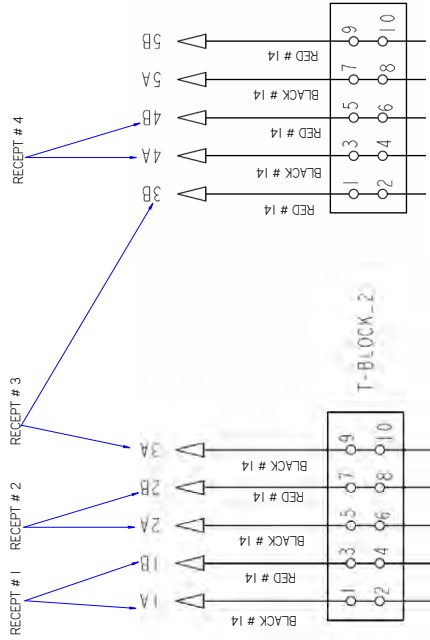 RECEPT # 1
RECEPT # 2
RECEPT # 3
RECEPT # 4
1A
1B
2A
2B
3A
3B
4A
4B
5A
5B
BLACK # 14
RED # 14
BLACK # 14
RED # 14
BLACK # 14
RED # 14
BLACK # 14
RED # 14
BLACK # 14
RED # 14
1 3 5 7 9
2 4 6 8 10
T-BLOCK_2
1 3 5 7 9
2 4 6 8 10